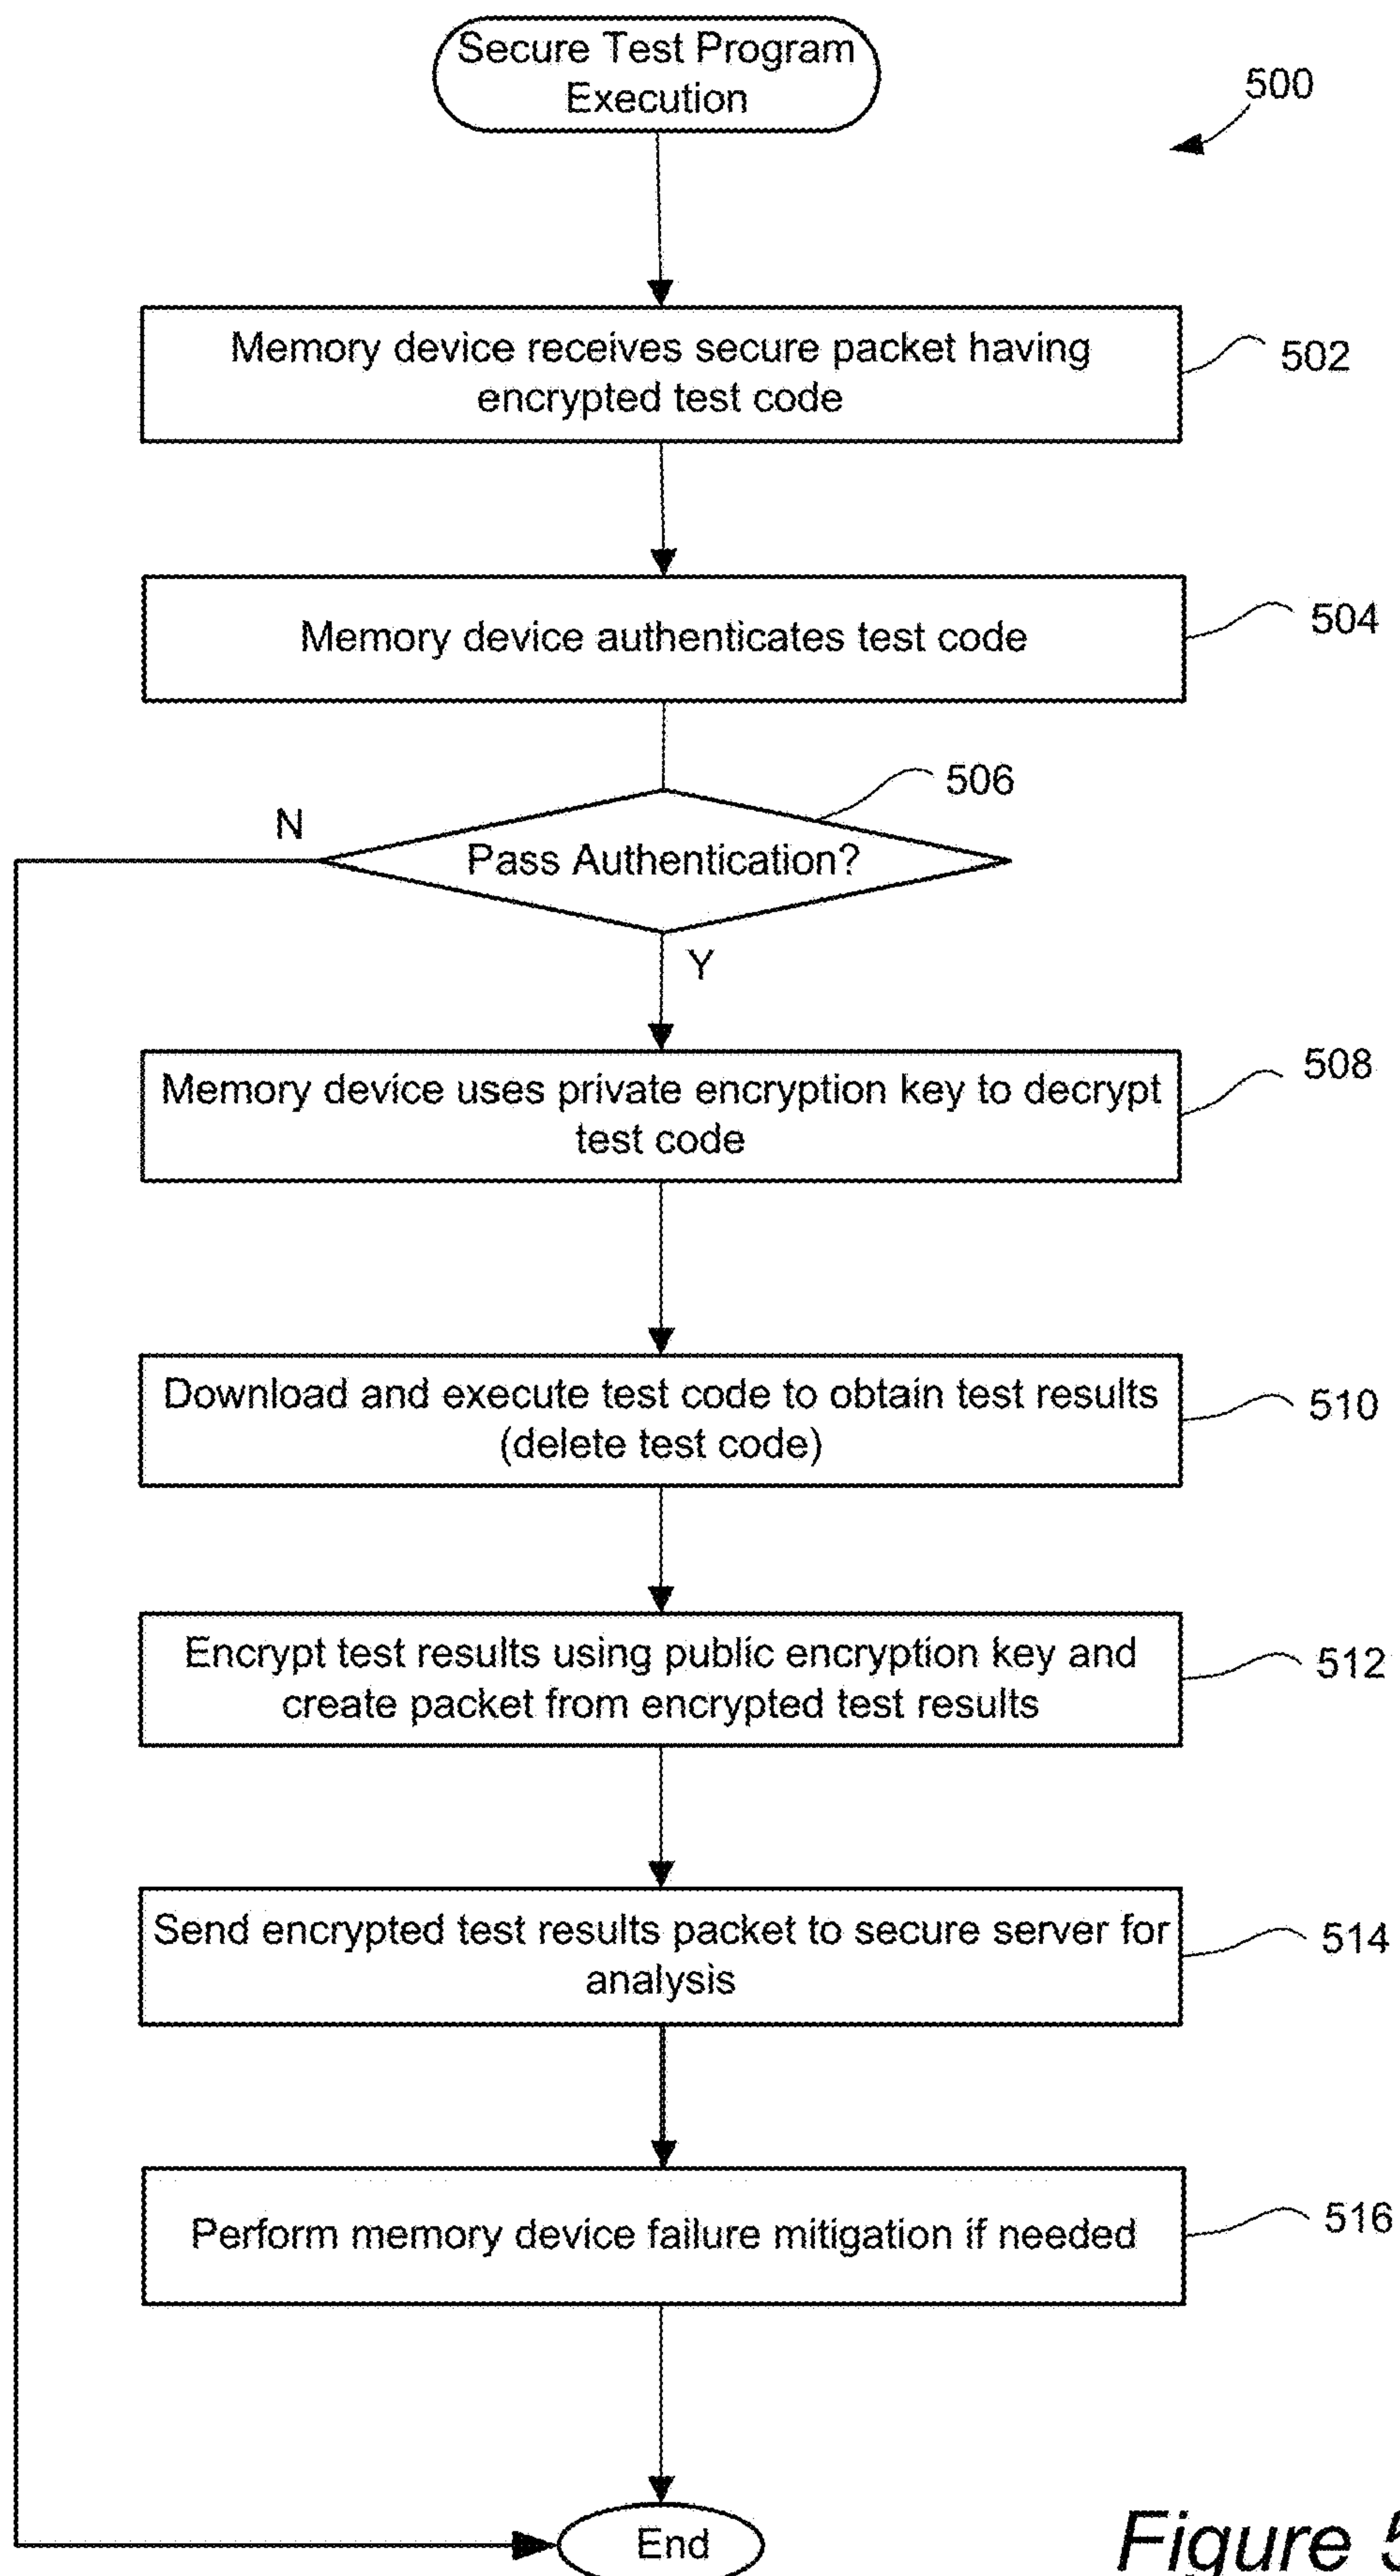 Secure Test Program
Execution
500
Memory device receives secure packet having
encrypted test code
502
Memory device authenticates test code
504
506
N
Pass Authentication?
Y
Memory device uses private encryption key to decrypt
test code
508
Download and execute test code to obtain test results
(delete test code)
510
Encrypt test results using public encryption key and
create packet from encrypted test results
512
Send encrypted test results packet to secure server for
analysis
514
Perform memory device failure mitigation if needed
516
End
Figure 5